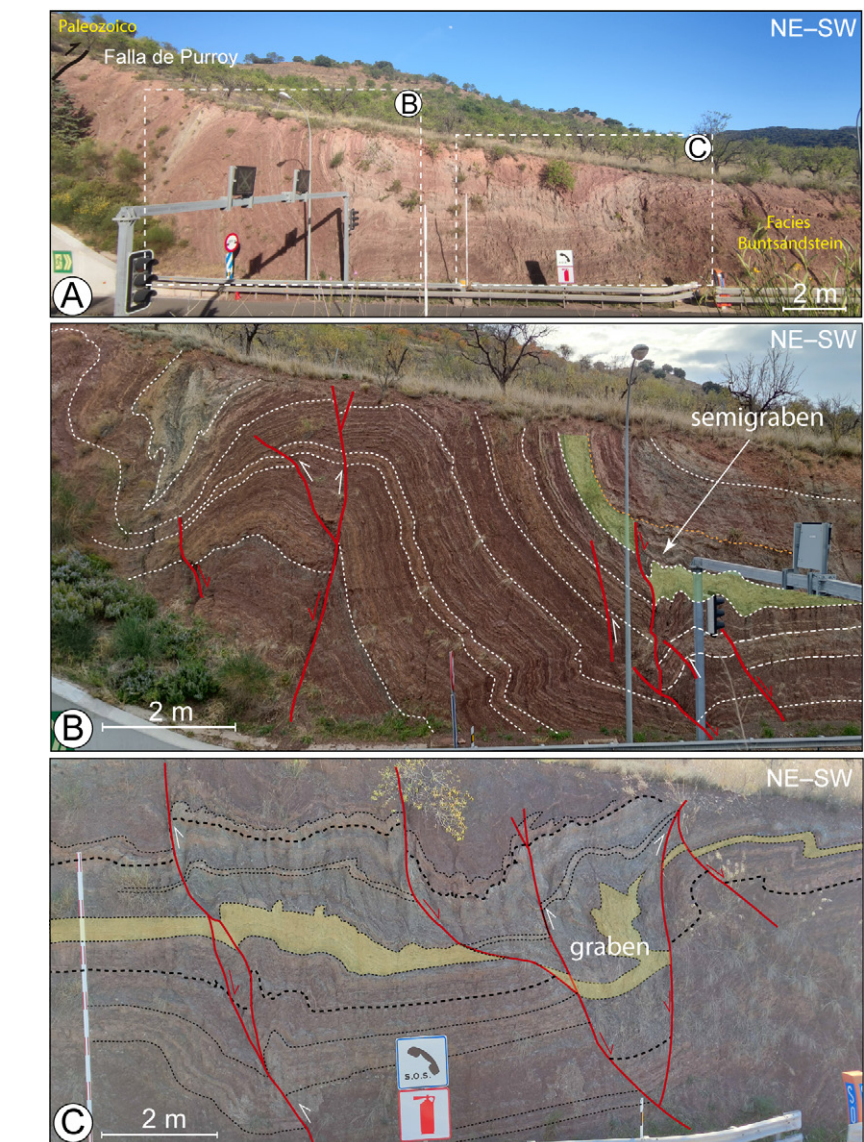 Paleozoico
NE–SW
Falla de Purroy
B
C
Facies
Buntsandstein
A
2 m
NE–SW
semigraben
B
2 m
NE–SW
graben
S.O.S.
C
2 m